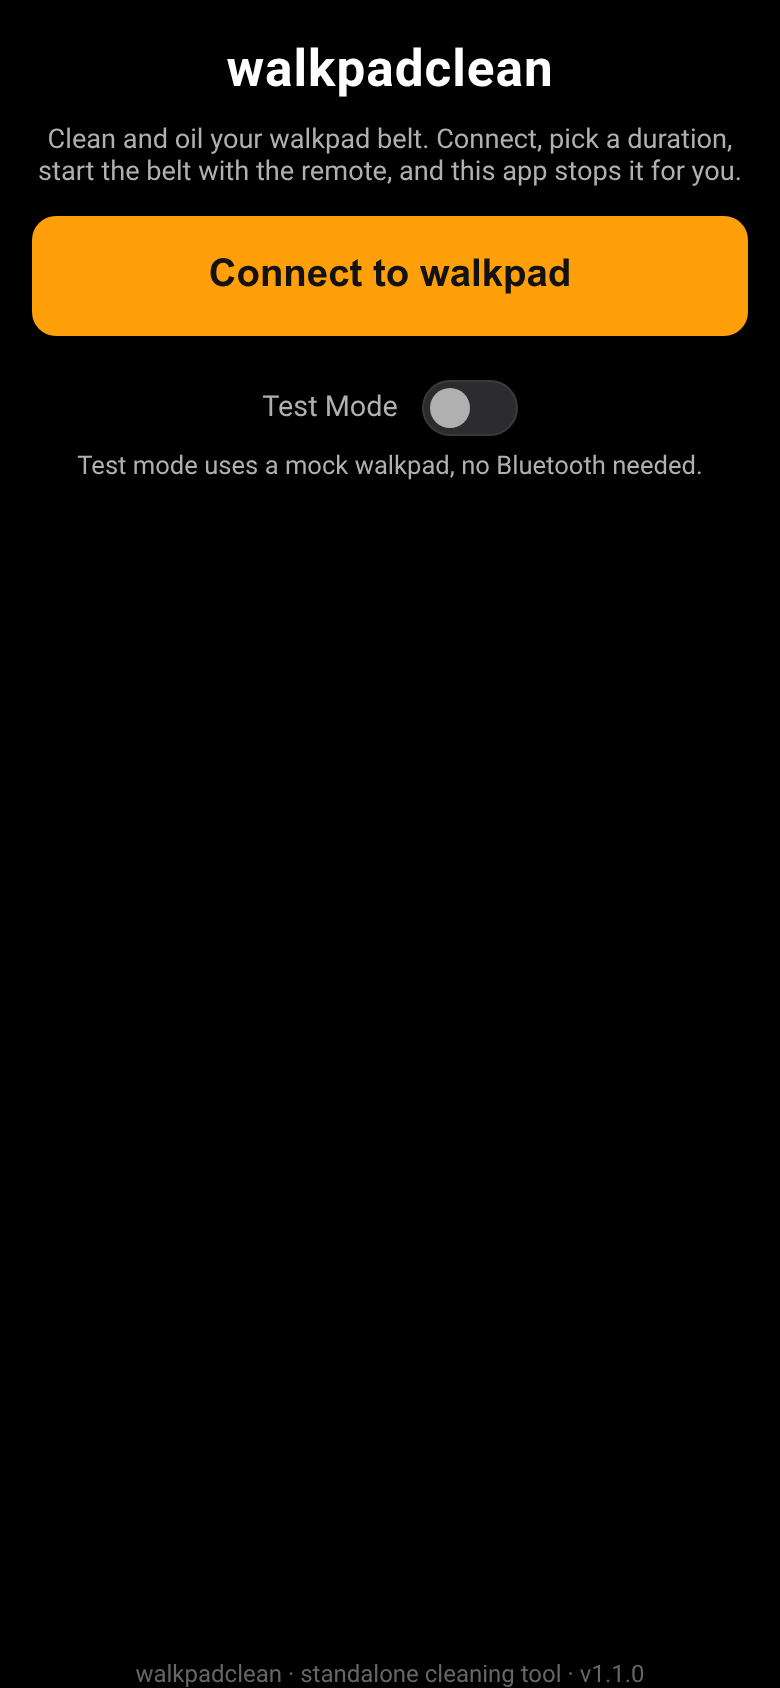 walkpadclean
Clean and oil your walkpad belt. Connect, pick a duration,
start the belt with the remote, and this app stops it for you.
Connect to walkpad
Test Mode
Test mode uses a mock walkpad, no Bluetooth needed.
walkpadclean · standalone cleaning tool · v1.1.0